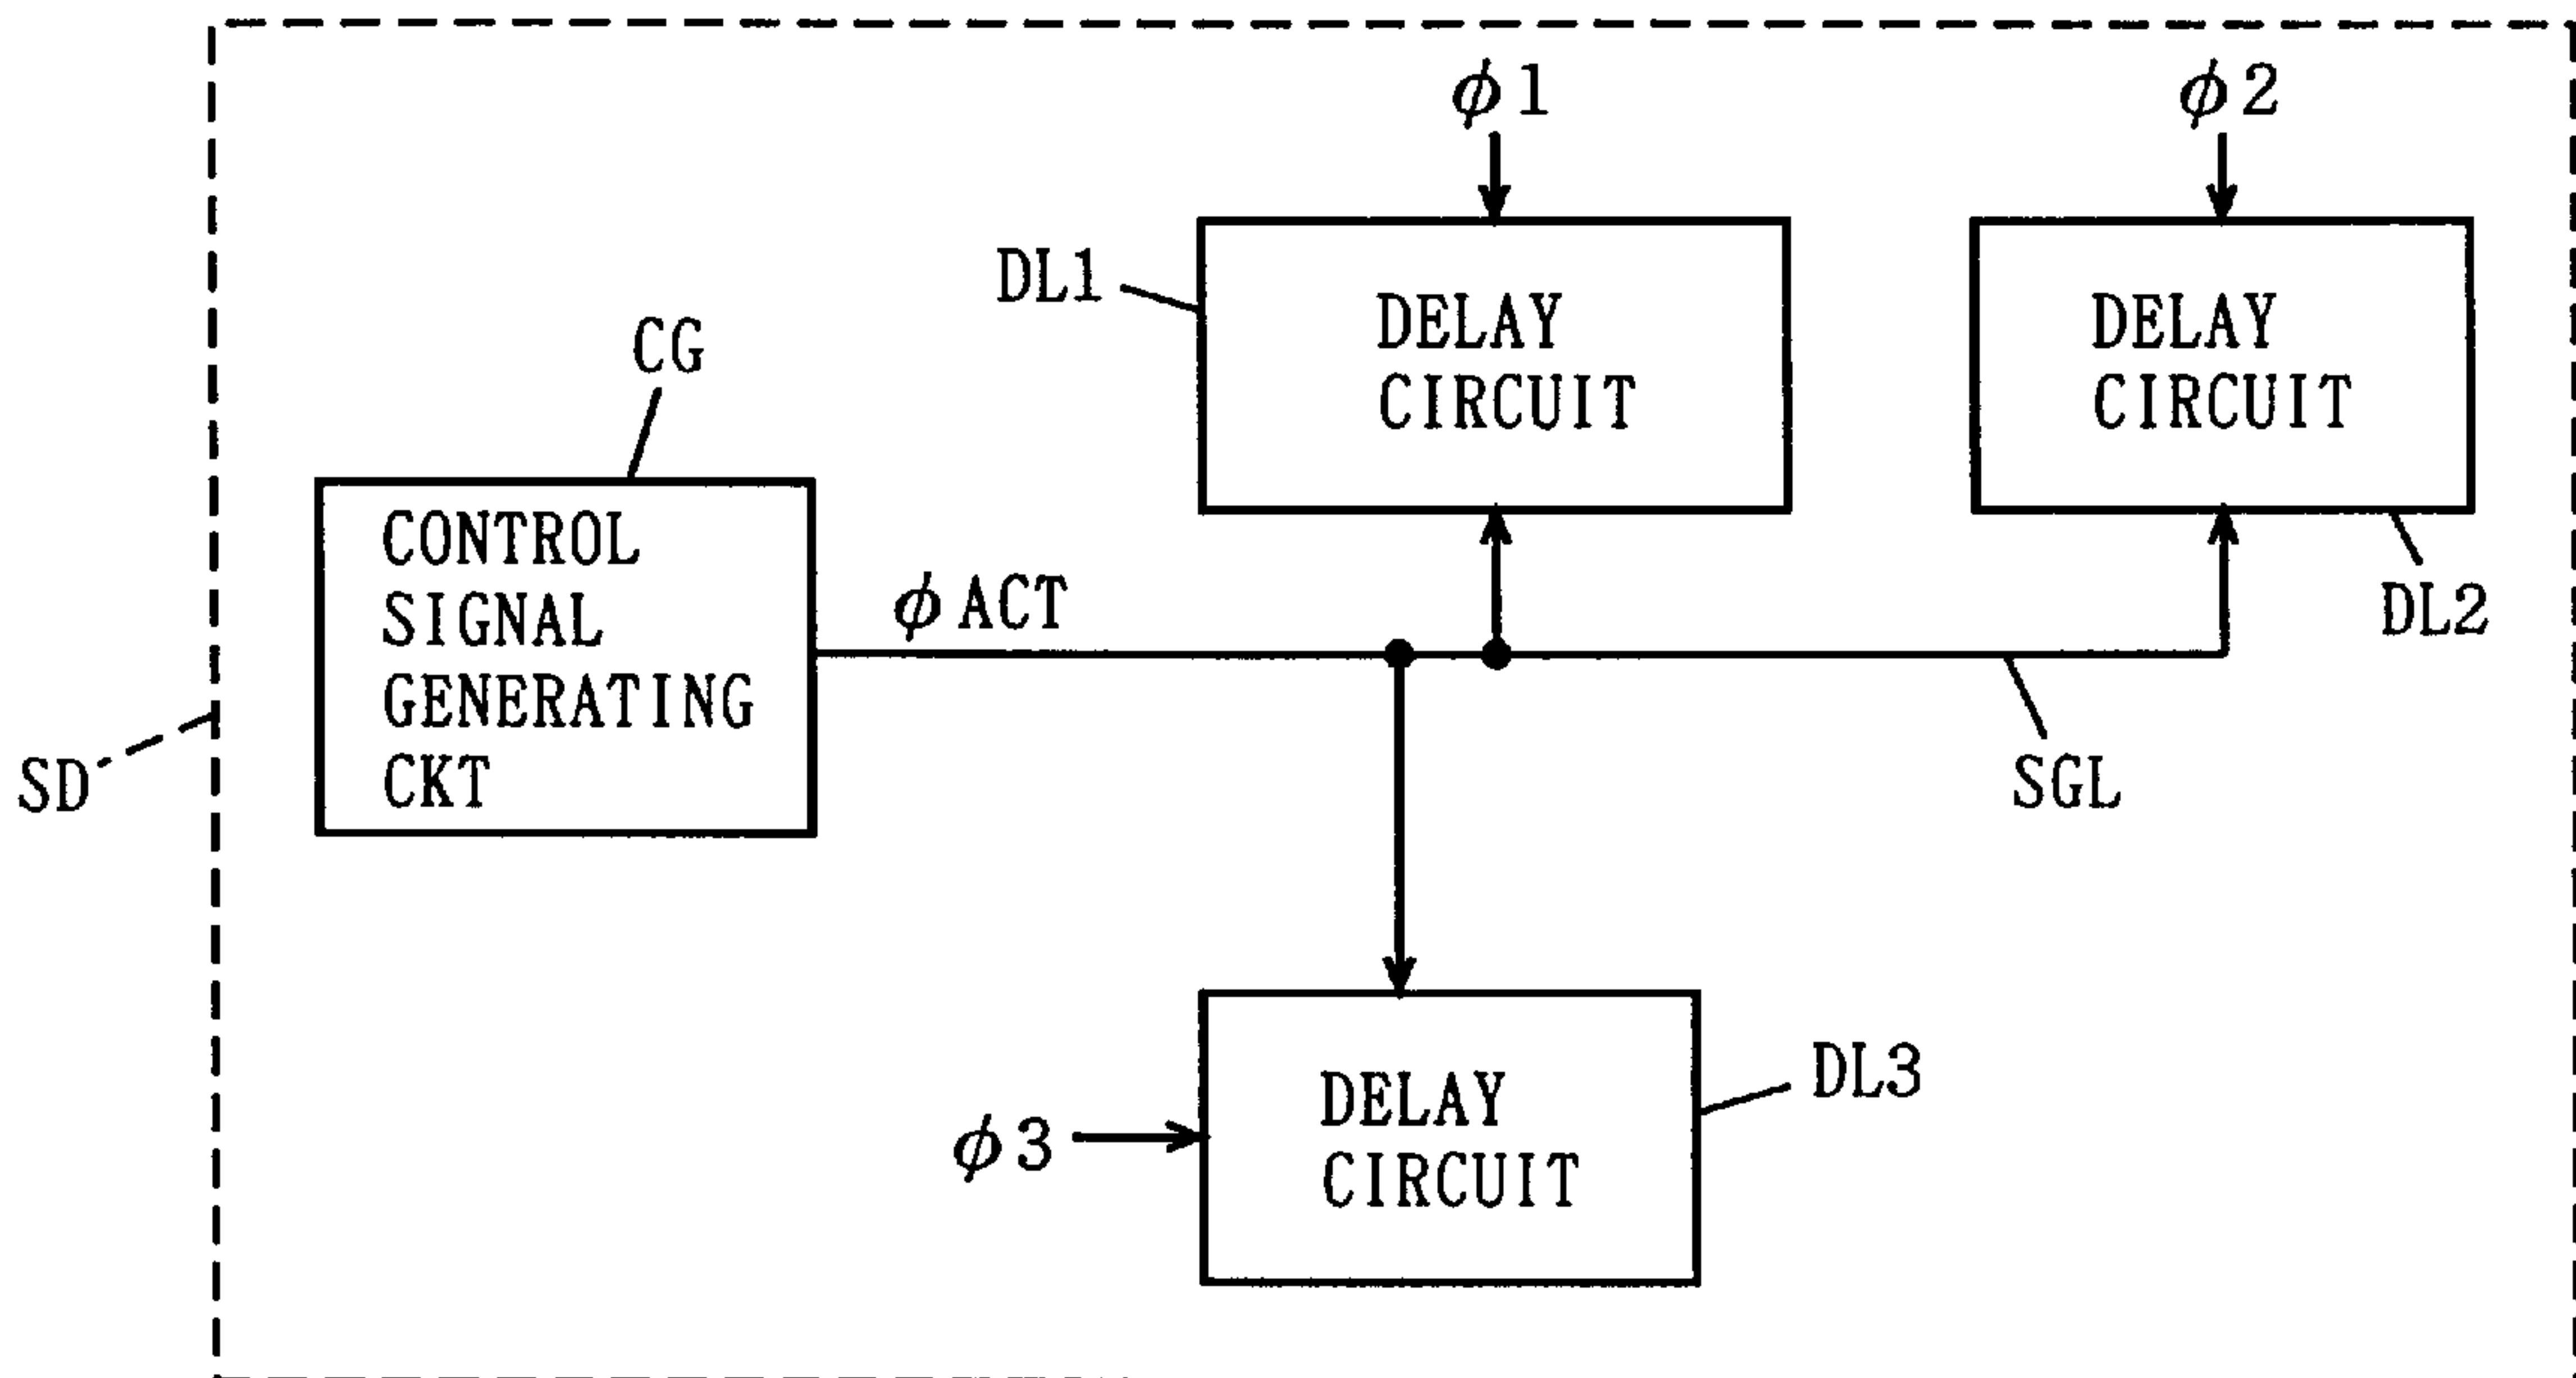 φ1
φ2
DL1
DELAY
CIRCUIT
DELAY
CIRCUIT
CG
CONTROL
SIGNAL
GENERATING
CKT
φACT
DL2
SD
SGL
DELAY
CIRCUIT
DL3
φ3